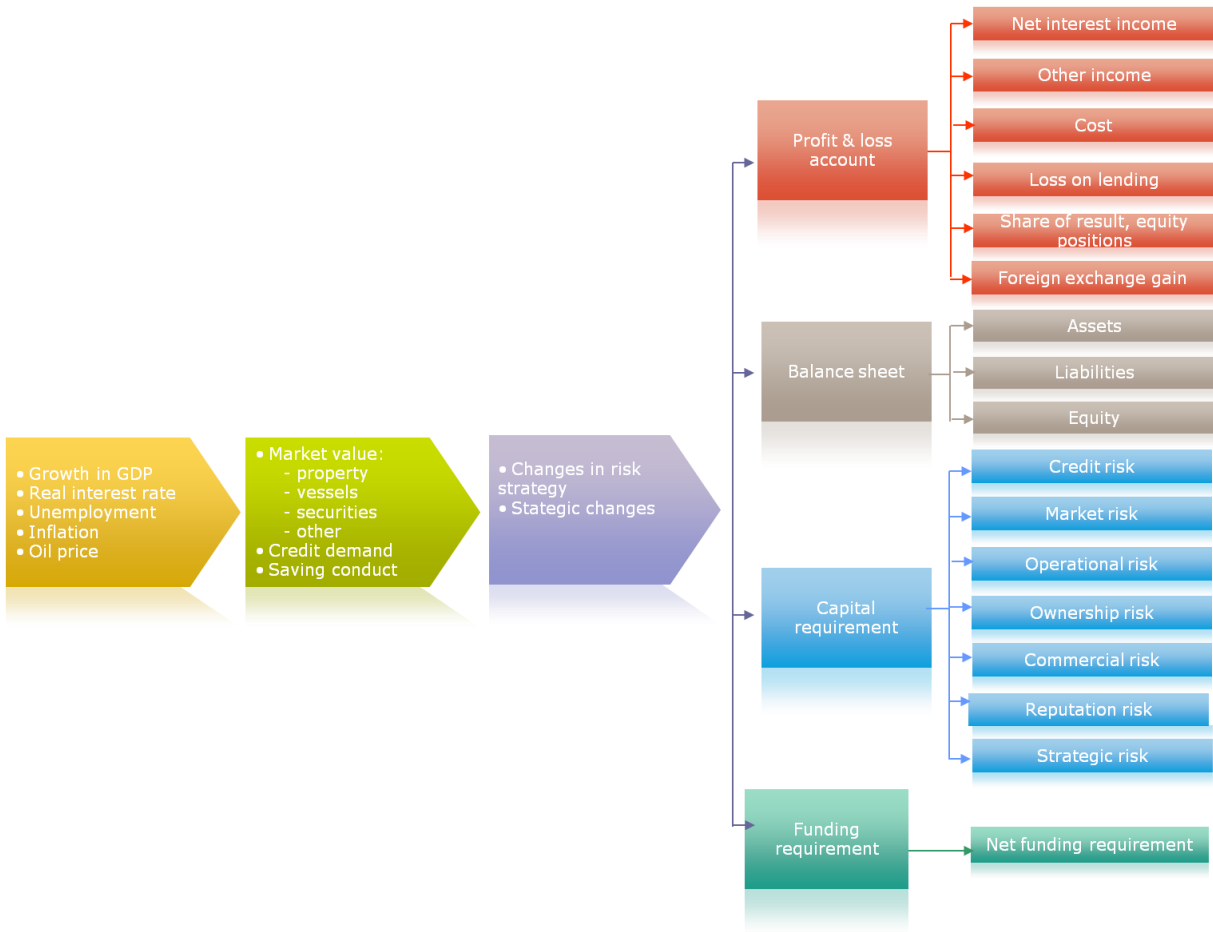 • Growth in GDP
• Real interest rate
• Unemployment
• Inflation
• Oil price
• Market value:
- property
- vessels
- securities
- other
• Credit demand
• Saving conduct
• Changes in risk
strategy
• Stategic changes
Profit & loss
account
Net interest income
Other income
Cost
Loss on lending
Share of result, equity
positions
Foreign exchange gain
Balance sheet
Assets
Liabilities
Equity
Capital
requirement
Credit risk
Market risk
Operational risk
Ownership risk
Commercial risk
Reputation risk
Strategic risk
Funding
requirement
Net funding requirement